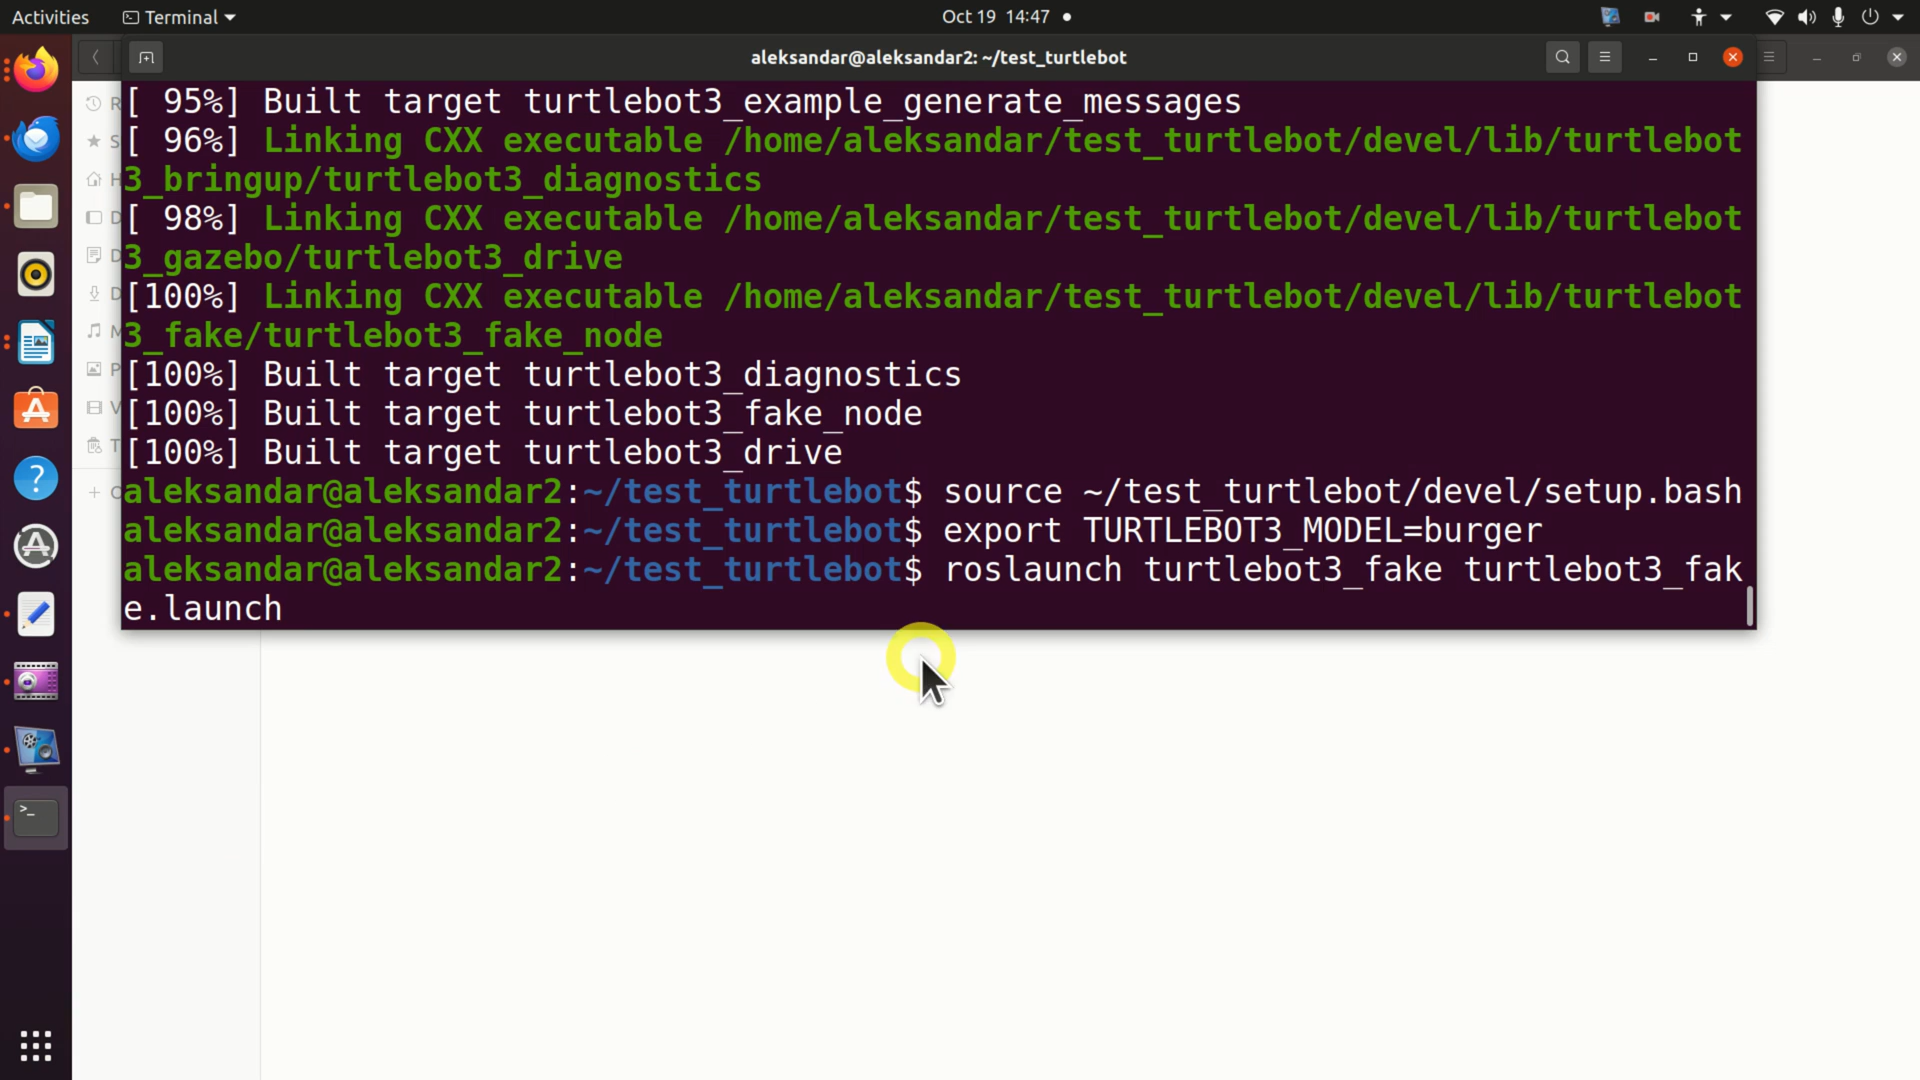 Activities
Terminal
Oct 19 14:47
aleksandar@aleksandar2: ~/test_turtlebot
[ 95%] Built target turtlebot3_example_generate_messages
[ 96%] Linking CXX executable /home/aleksandar/test_turtlebot/devel/lib/turtlebot
3_bringup/turtlebot3_diagnostics
[ 98%] Linking CXX executable /home/aleksandar/test_turtlebot/devel/lib/turtlebot
3_gazebo/turtlebot3_drive
[100%] Linking CXX executable /home/aleksandar/test_turtlebot/devel/lib/turtlebot
3_fake/turtlebot3_fake_node
[100%] Built target turtlebot3_diagnostics
[100%] Built target turtlebot3_fake_node
[100%] Built target turtlebot3_drive
aleksandar@aleksandar2:~/test_turtlebot$ source ~/test_turtlebot/devel/setup.bash
aleksandar@aleksandar2:~/test_turtlebot$ export TURTLEBOT3_MODEL=burger
aleksandar@aleksandar2:~/test_turtlebot$ roslaunch turtlebot3_fake turtlebot3_fak
e.launch